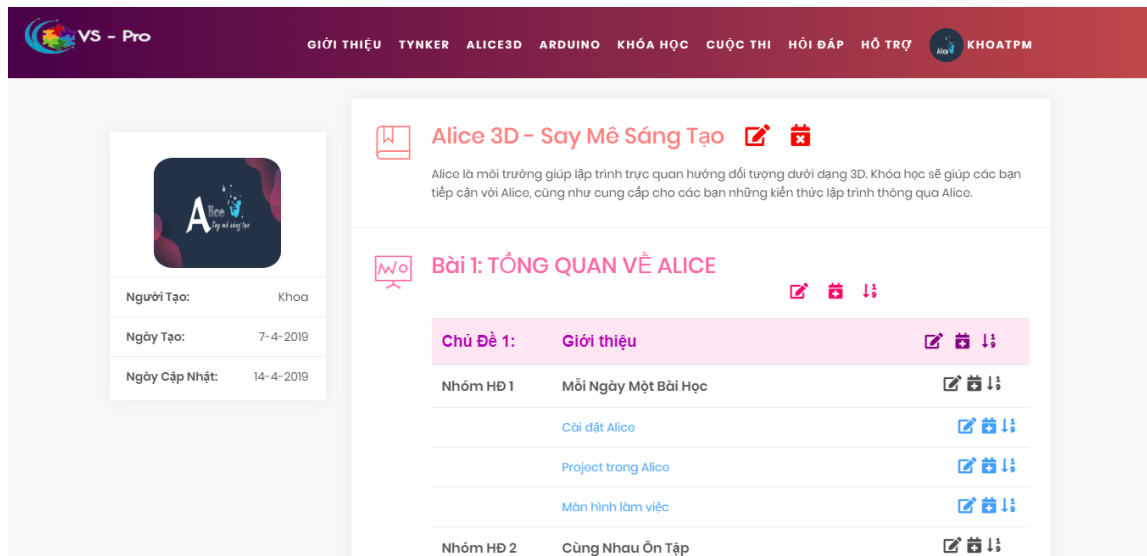 VS - Pro
GIỚI THIỆU TYNKER ALICE3D ARDUINO KHÓA HỌC CUỘC THI HỎI ĐÁP HỖ TRỢ Alice KHOATPM
Alice
Say mê sáng tạo
Người Tạo: Khoa
Ngày Tạo: 7-4-2019
Ngày Cập Nhật: 14-4-2019
Alice 3D - Say Mê Sáng Tạo
Alice là môi trường giúp lập trình trực quan hướng đối tượng dưới dạng 3D. Khóa học sẽ giúp các bạn
tiếp cận với Alice, cũng như cung cấp cho các bạn những kiến thức lập trình thông qua Alice.
Bài 1: TỔNG QUAN VỀ ALICE
Chủ Đề 1: Giới thiệu
Nhóm HĐ 1 Mỗi Ngày Một Bài Học
Cài đặt Alice
Project trong Alice
Màn hình làm việc
Nhóm HĐ 2 Cùng Nhau Ôn Tập